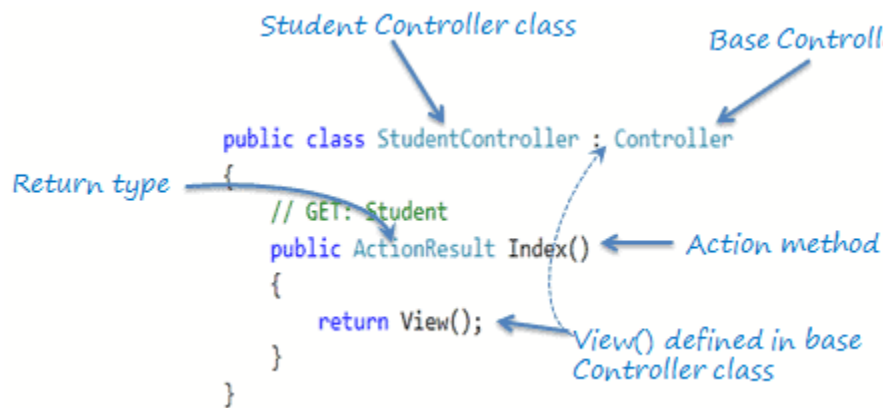 Student Controller class
Base Controll
public class StudentController : Controller
{
Return type
// GET: Student
public ActionResult Index()
Action method
{
return View();
View() defined in base
Controller class
}
}